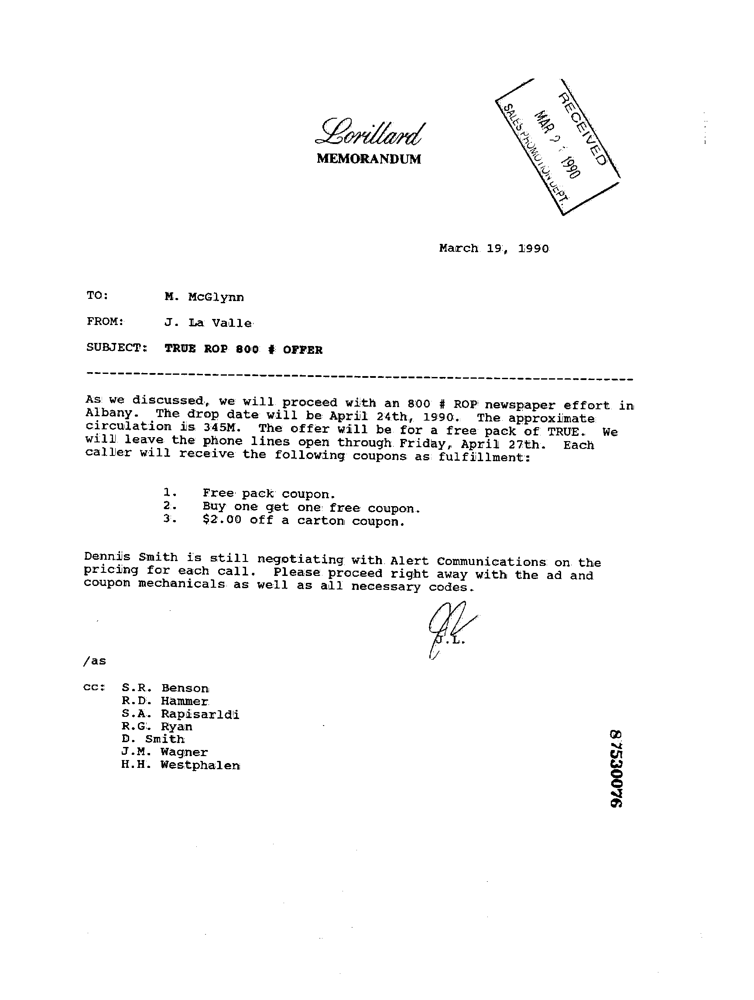 Lorillard
MEMORANDUM
RECEIVED
MAR 1990
SALES PROMOTION DEPT.
March 19, 1990
TO: M. McGlynn
FROM: J. La Valle
SUBJECT: TRUE ROP 800 # OFFER
--------------------------------------------------------------------------------
As we discussed, we will proceed with an 800 # ROP newspaper effort in
Albany. The drop date will be April 24th, 1990. The approximate
circulation is 345M. The offer will be for a free pack of TRUE. We
will leave the phone lines open through Friday, April 27th. Each
caller will receive the following coupons as fulfillment:
1. Free pack coupon.
2. Buy one get one free coupon.
3. $2.00 off a carton coupon.
Dennis Smith is still negotiating with Alert Communications on the
pricing for each call. Please proceed right away with the ad and
coupon mechanicals as well as all necessary codes.
J.L.
/as
cc: S.R. Benson
R.D. Hammer
S.A. Rapisarldi
R.G. Ryan
D. Smith
J.M. Wagner
H.H. Westphalen
87530076